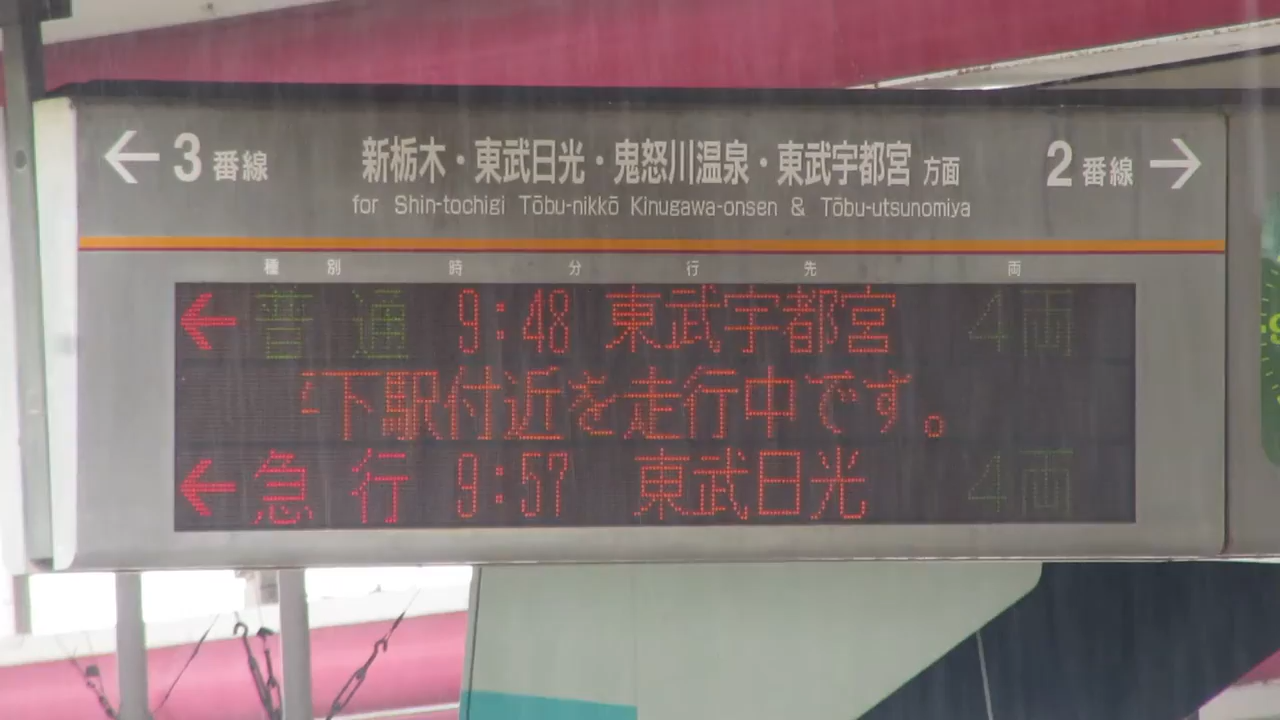 ← 3 番線 新栃木・東武日光・鬼怒川温泉・東武宇都宮 方面 2 番線 →
for Shin-tochigi Tōbu-nikkō Kinugawa-onsen & Tōbu-utsunomiya
種別 時分 行先 両
← 普通 9:48 東武宇都宮 4両
下駅付近を走行中です。
← 急行 9:57 東武日光 4両